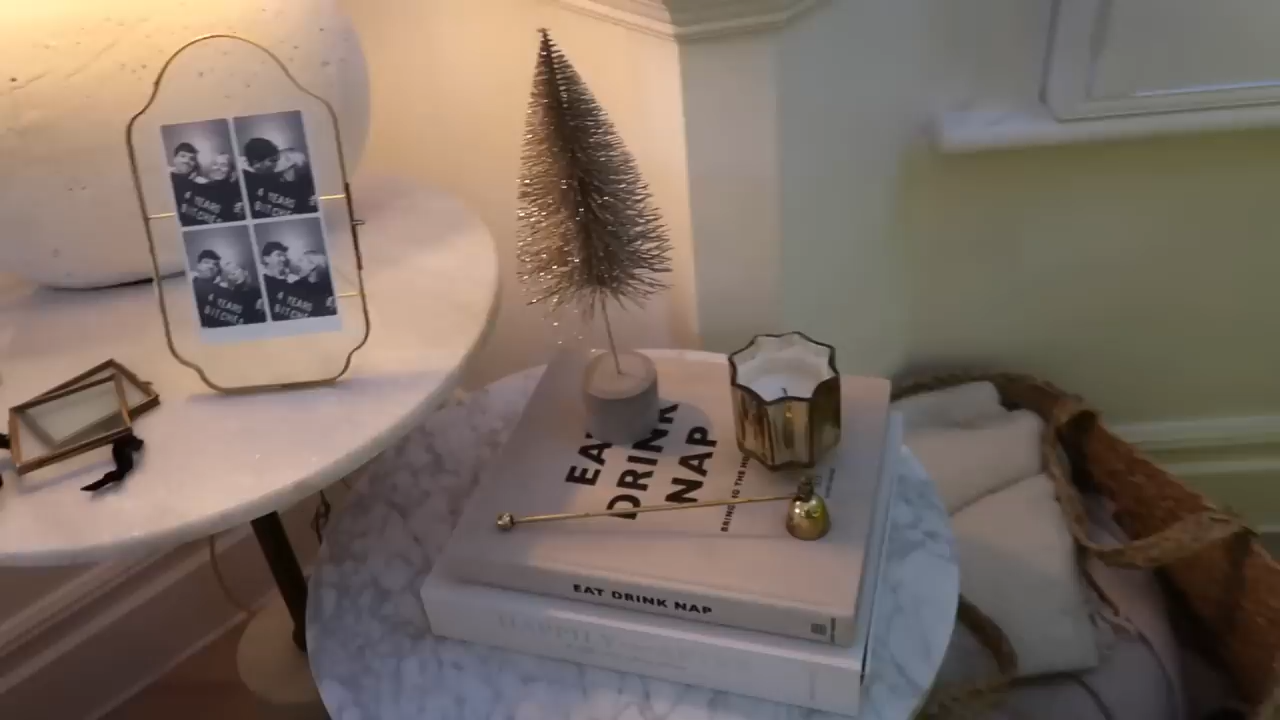 4 YEARS
BITCHES
4 YEARS
BITCHES
4 YEARS
BITCHES
4 YEARS
BITCHES
EAT
DRINK
NAP
EAT DRINK NAP